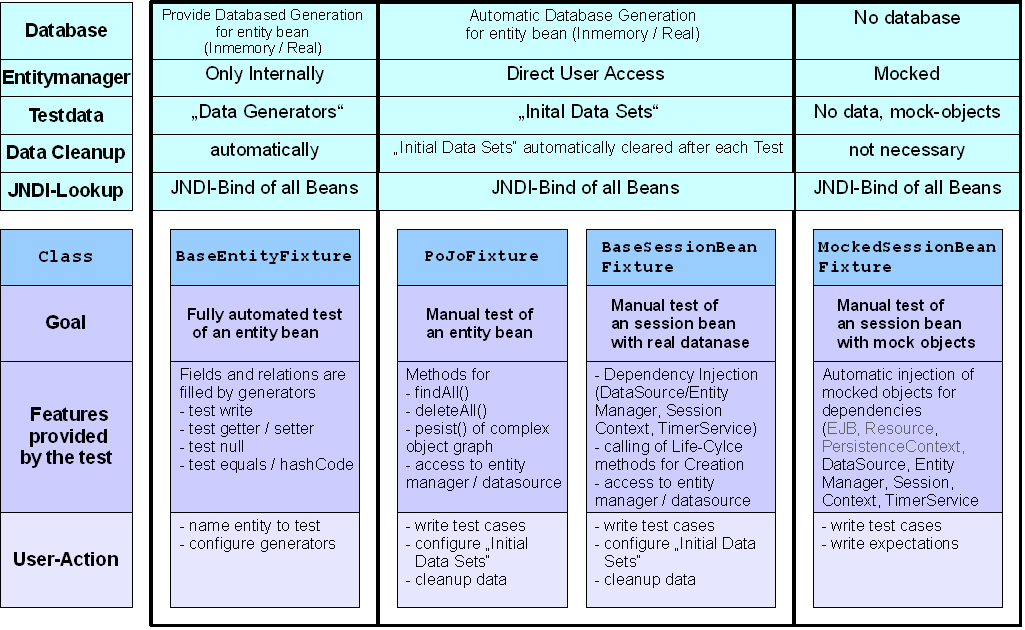 Database
Provide Databased Generation
for entity bean
(Inmemory / Real)
Automatic Database Generation
for entity bean (Inmemory / Real)
No database
Entitymanager
Only Internally
Direct User Access
Mocked
Testdata
„Data Generators“
„Inital Data Sets“
No data, mock-objects
Data Cleanup
automatically
„Initial Data Sets“ automatically cleared after each Test
not necessary
JNDI-Lookup
JNDI-Bind of all Beans
JNDI-Bind of all Beans
JNDI-Bind of all Beans
Class
BaseEntityFixture
PoJoFixture
BaseSessionBean
Fixture
MockedSessionBean
Fixture
Goal
Fully automated test
of an entity bean
Manual test of
an entity bean
Manual test of
an session bean
with real datanase
Manual test of
an session bean
with mock objects
Features
provided
by the test
Fields and relations are
filled by generators
- test write
- test getter / setter
- test null
- test equals / hashCode
Methods for
- findAll()
- deleteAll()
- pesist() of complex
object graph
- access to entity
manager / datasource
- Dependency Injection
(DataSource/Entity
Manager, Session
Context, TimerService)
- calling of Life-Cylce
methods for Creation
- access to entity
manager / datasource
Automatic injection of
mocked objects for
dependencies
(EJB, Resource,
PersistenceContext,
DataSource, Entity
Manager, Session,
Context, TimerService
User-Action
- name entity to test
- configure generators
- write test cases
- configure „Initial
Data Sets“
- cleanup data
- write test cases
- configure „Initial Data
Sets“
- cleanup data
- write test cases
- write expectations